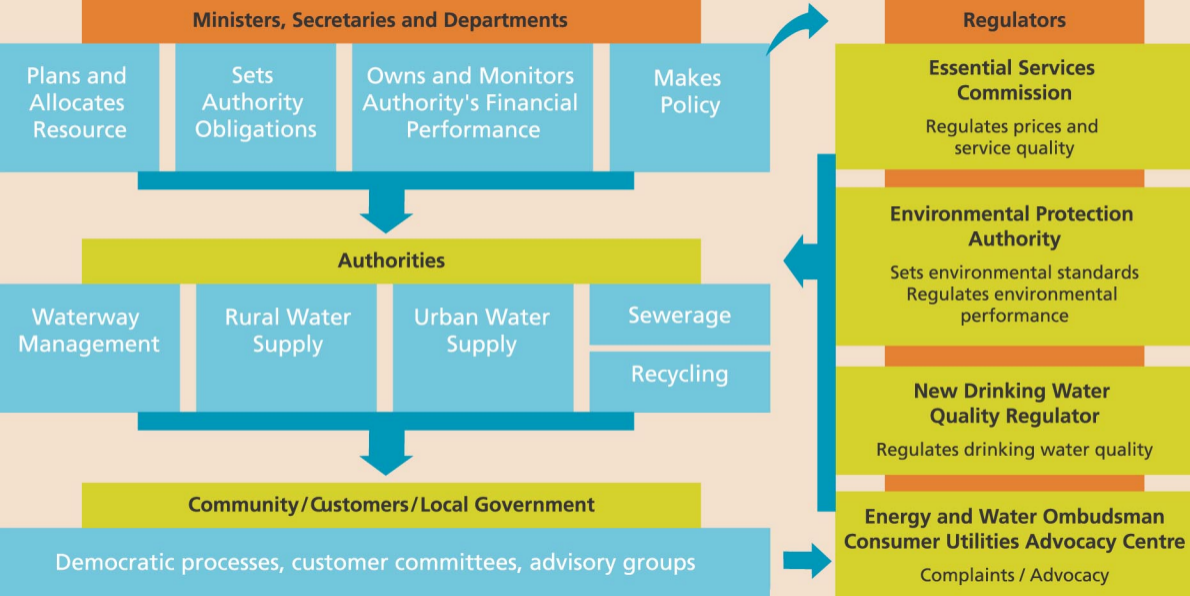 Ministers, Secretaries and Departments
Plans and
Allocates
Resource
Sets
Authority
Obligations
Owns and Monitors
Authority's Financial
Performance
Makes
Policy
Authorities
Waterway
Management
Rural Water
Supply
Urban Water
Supply
Sewerage
Recycling
Community/Customers/Local Government
Democratic processes, customer committees, advisory groups
Regulators
Essential Services
Commission
Regulates prices and
service quality
Environmental Protection
Authority
Sets environmental standards
Regulates environmental
performance
New Drinking Water
Quality Regulator
Regulates drinking water quality
Energy and Water Ombudsman
Consumer Utilities Advocacy Centre
Complaints / Advocacy